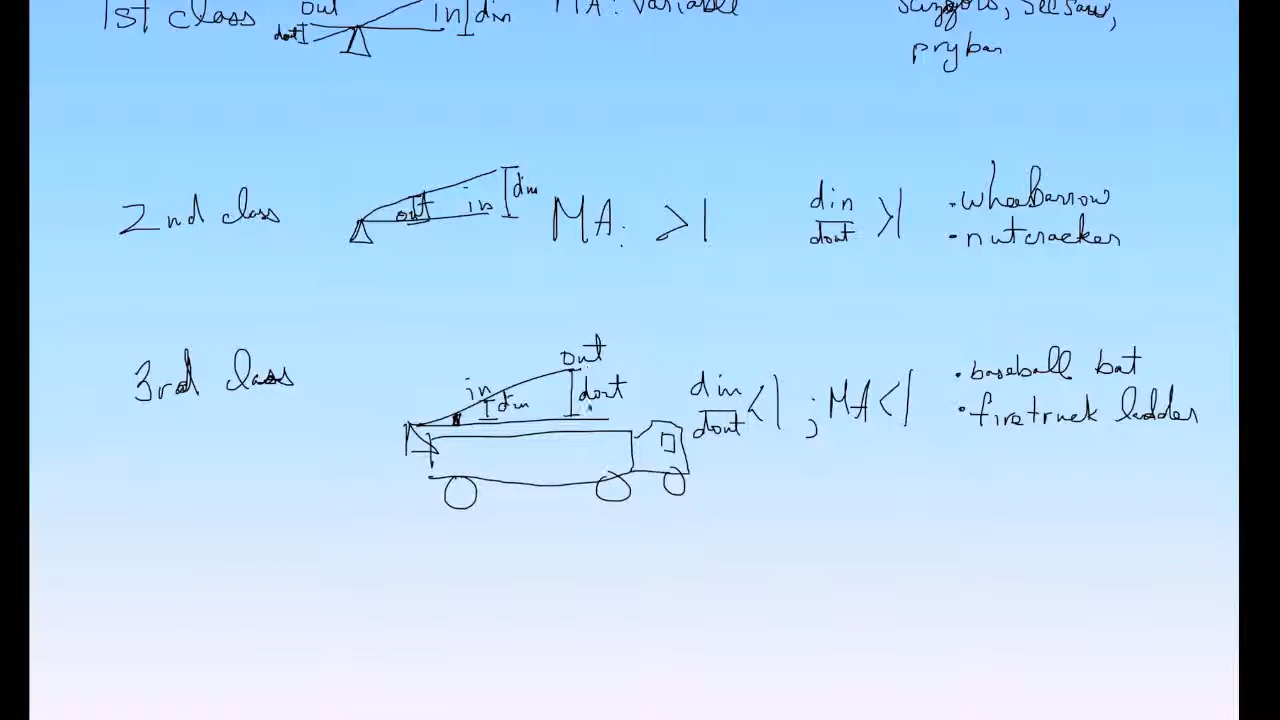 1st class out dout in din MA: variable scissors, seesaw,
prybar
2nd class out in din MA: >1 din/dout >1 •wheelbarrow
•nutcracker
3rd class in din out dout din/dout <1 ; MA<1 •baseball bat
•firetruck ladder